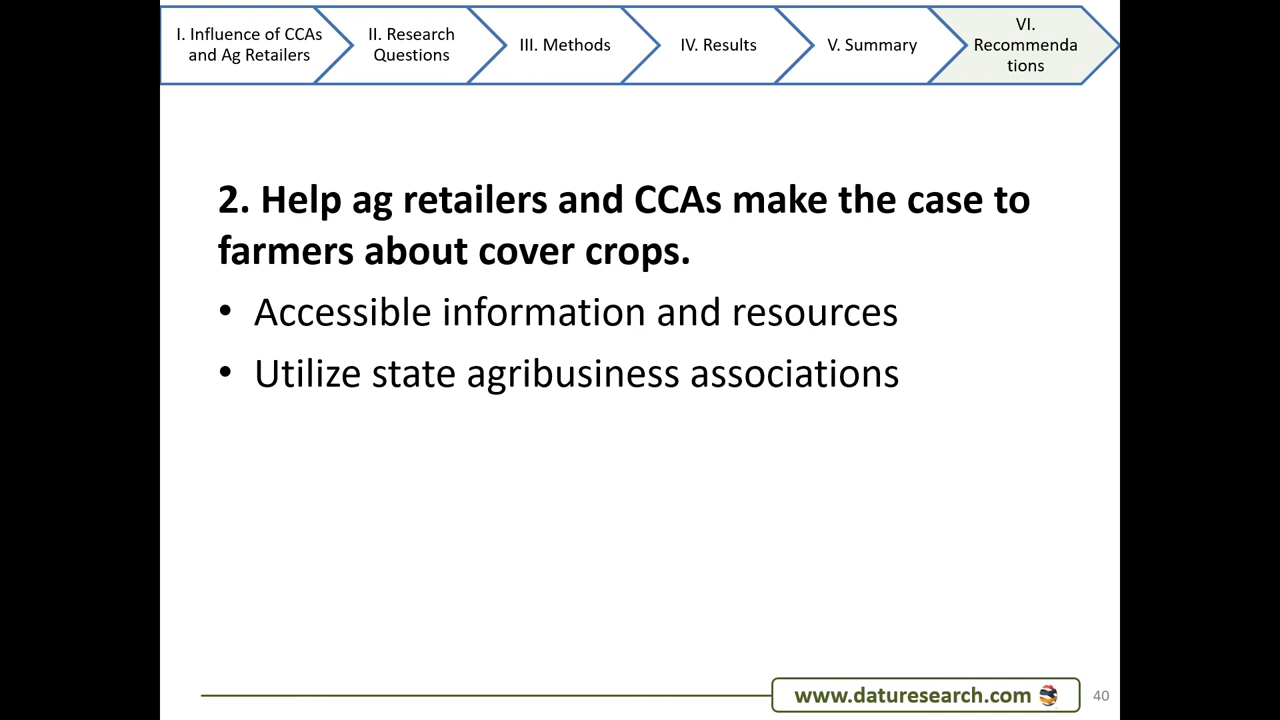 I. Influence of CCAs
and Ag Retailers
II. Research
Questions
III. Methods
IV. Results
V. Summary
VI.
Recommenda
tions
2. Help ag retailers and CCAs make the case to
farmers about cover crops.
• Accessible information and resources
• Utilize state agribusiness associations
www.daturesearch.com
40